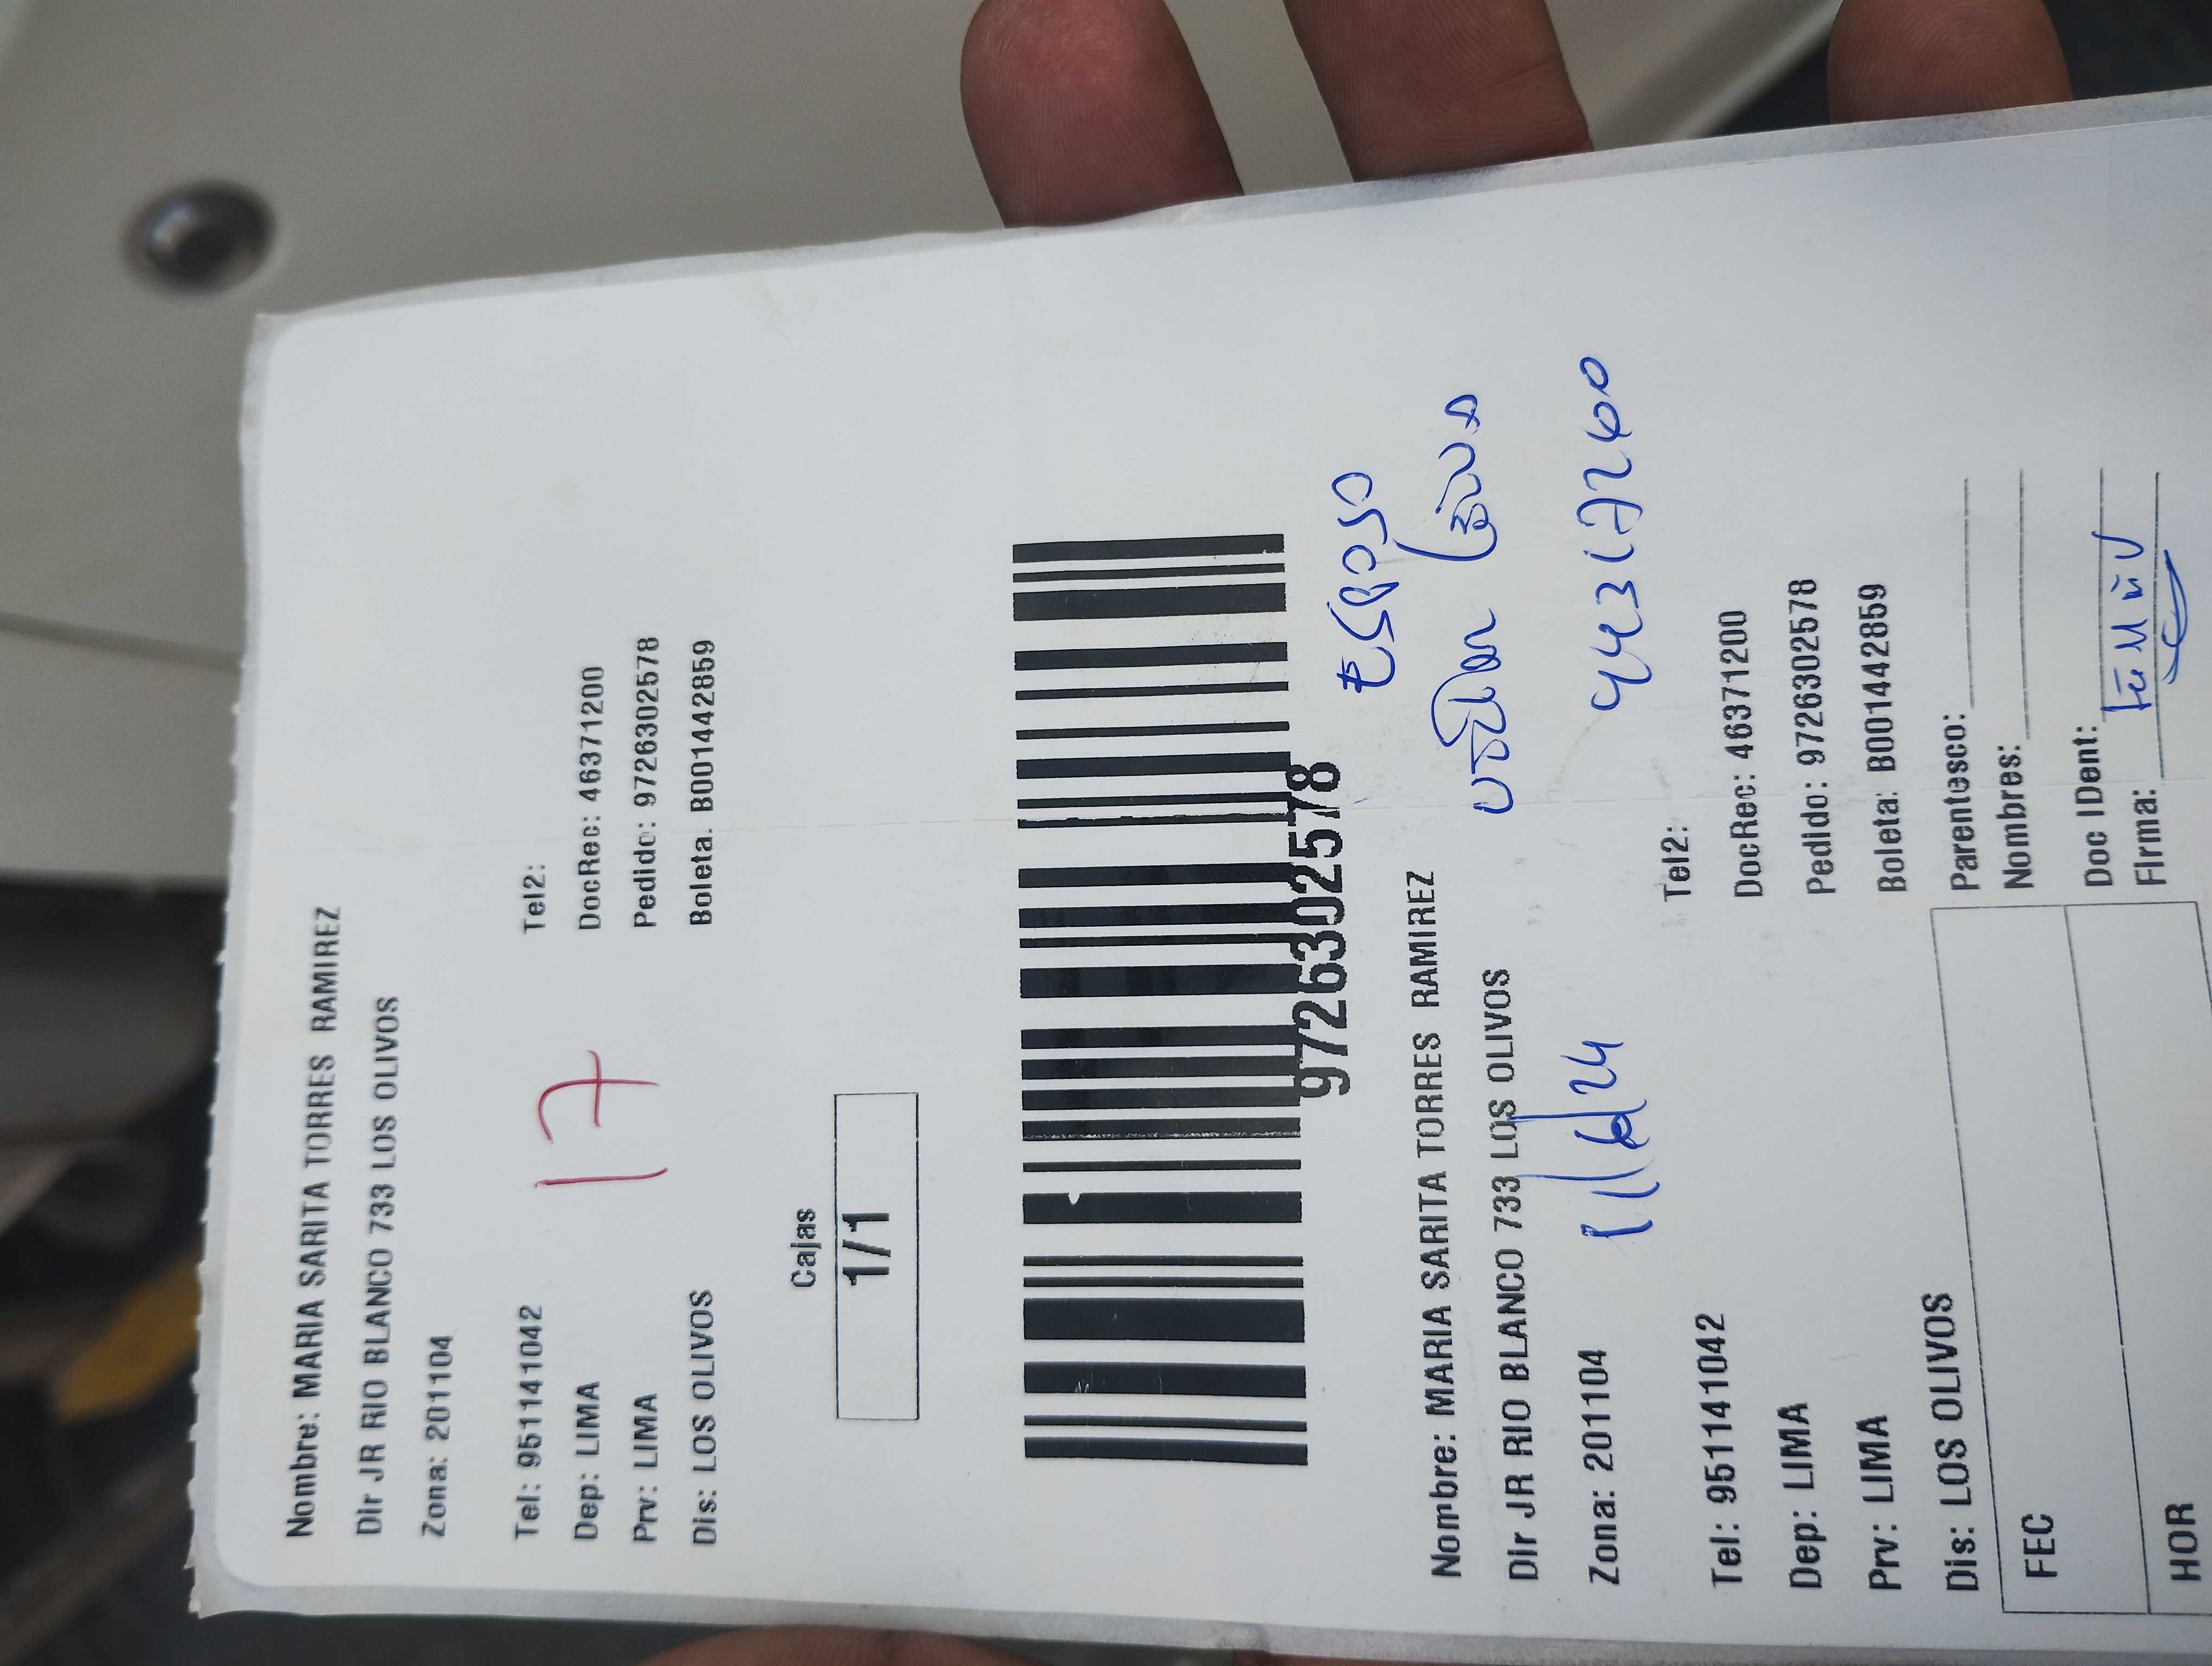 Nombre: MARIA SARITA TORRES RAMIREZ
Dir JR RIO BLANCO 733 LOS OLIVOS
Zona: 201104
Tel: 951141042 Tel2:
Dep: LIMA DocRec: 46371200
Prv: LIMA Pedido: 9726302578
Dis: LOS OLIVOS Boleta: B001442859
17
Cajas
1/1
9726302578
Esposo
Nombre: MARIA SARITA TORRES RAMIREZ
Dir JR RIO BLANCO 733 LOS OLIVOS
Zona: 201104
11/6/24
44317260
Tel: 951141042 Tel2:
Dep: LIMA DocRec: 46371200
Prv: LIMA Pedido: 9726302578
Dis: LOS OLIVOS Boleta: B001442859
FEC
HOR
Parentesco:
Nombres:
Doc IDent:
Firma: